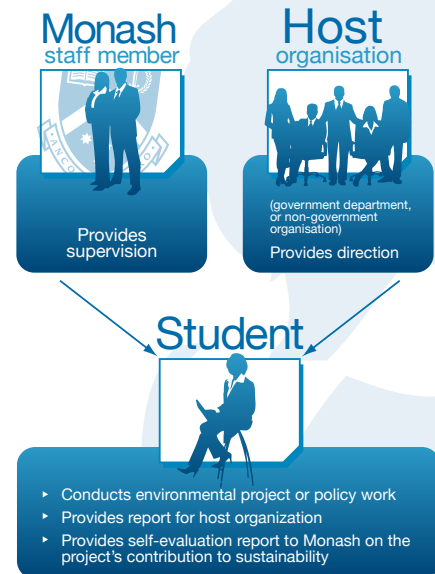 Monash
staff member
Host
organisation
ANCO
Provides
supervision
(government department,
or non-government
organisation)
Provides direction
Student
▸ Conducts environmental project or policy work
▸ Provides report for host organization
▸ Provides self-evaluation report to Monash on the
project's contribution to sustainability